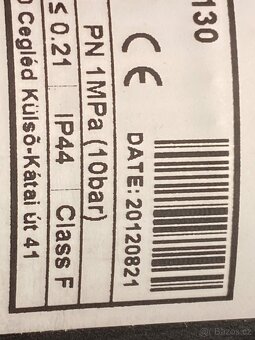 130
CE
DATE: 20120821
PN 1MPa (10bar)
≤ 0.21 IP44 Class F
Cegléd Külső-Kátai út 41